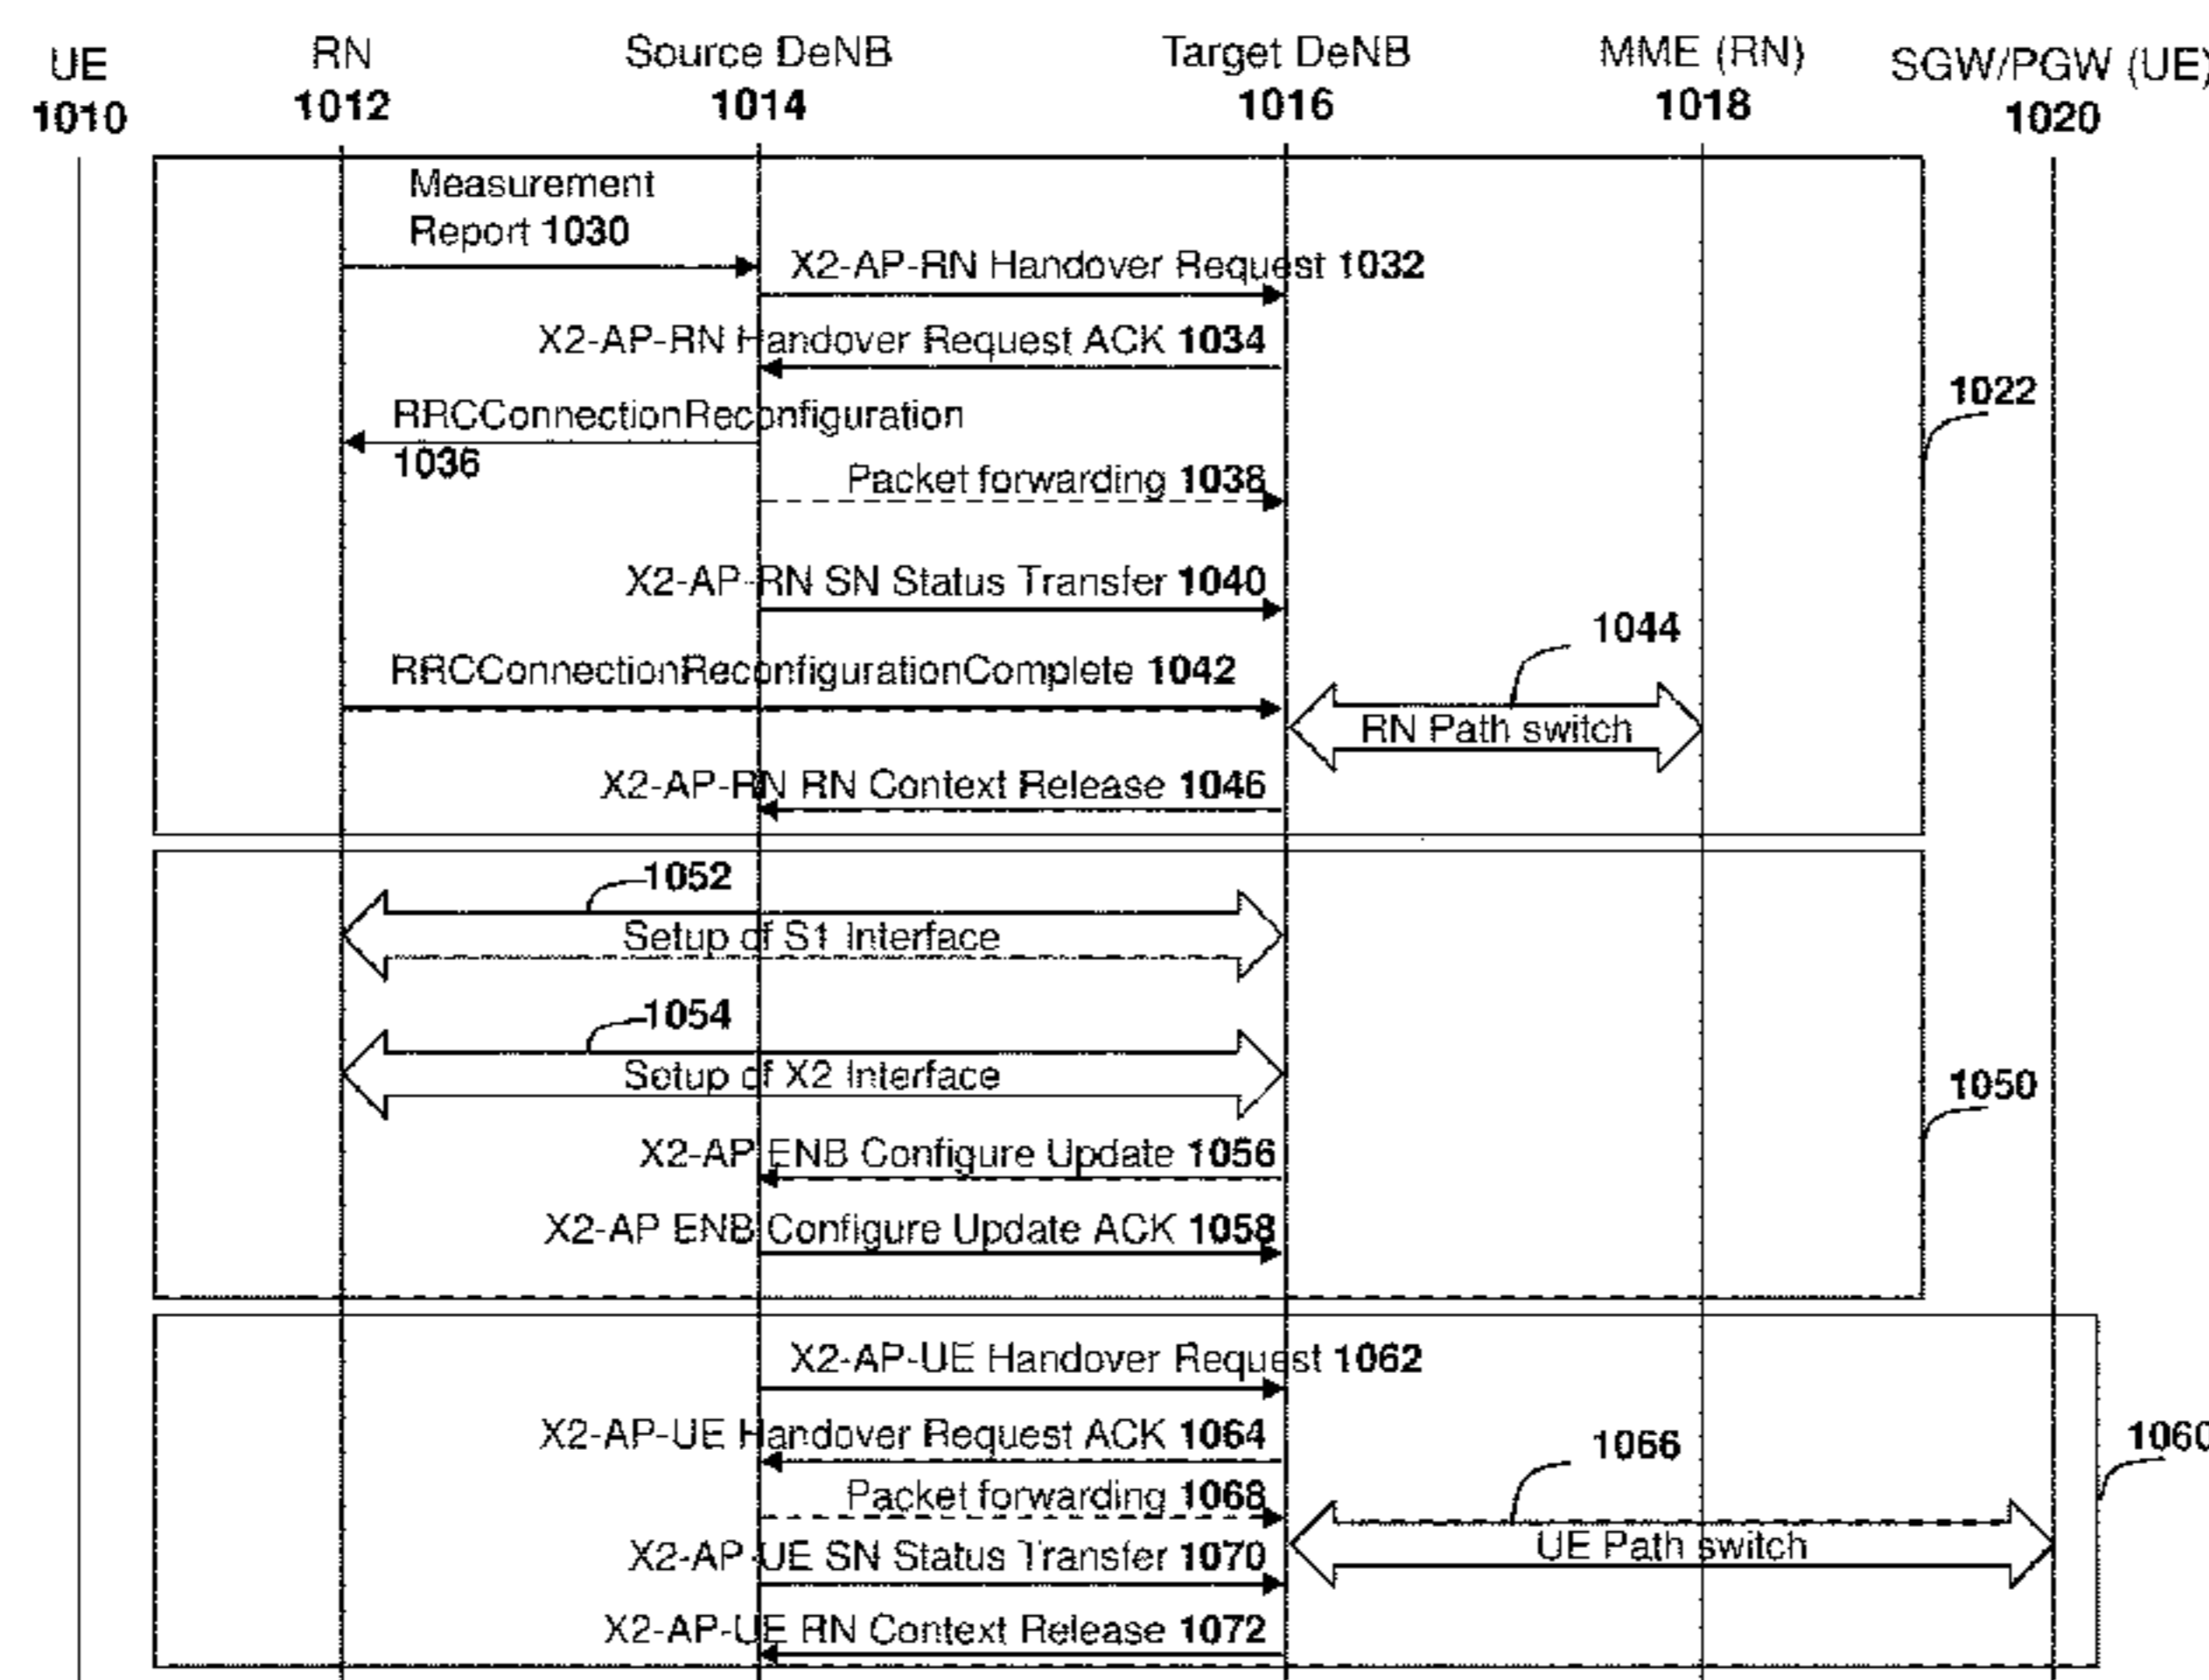 UE
1010
RN
1012
Source DeNB
1014
Target DeNB
1016
MME (RN)
1018
SGW/PGW (UE)
1020
Measurement
Report 1030
X2-AP-RN Handover Request 1032
X2-AP-RN Handover Request ACK 1034
1022
RRCConnectionReconfiguration
1036
Packet forwarding 1038
X2-AP-RN SN Status Transfer 1040
1044
RRCConnectionReconfigurationComplete 1042
RN Path switch
X2-AP-RN RN Context Release 1046
1052
Setup of S1 Interface
1054
Setup of X2 Interface
1050
X2-AP ENB Configure Update 1056
X2-AP ENB Configure Update ACK 1058
X2-AP-UE Handover Request 1062
X2-AP-UE Handover Request ACK 1064
1066
1060
Packet forwarding 1068
UE Path switch
X2-AP-UE SN Status Transfer 1070
X2-AP-UE RN Context Release 1072